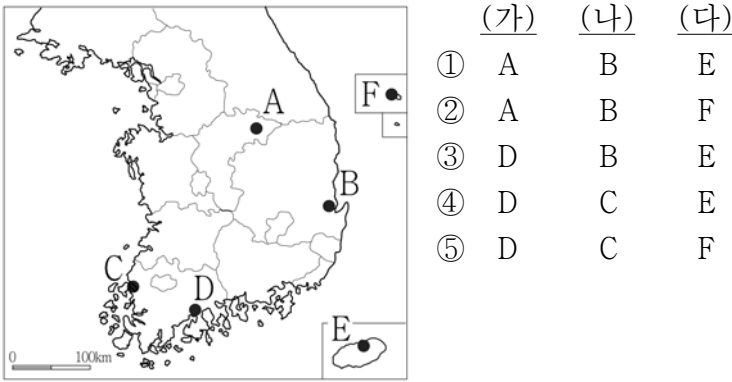 (가) (나) (다)
① A B E
② A B F
③ D B E
④ D C E
⑤ D C F
A
F
B
C
D
E
0 100km